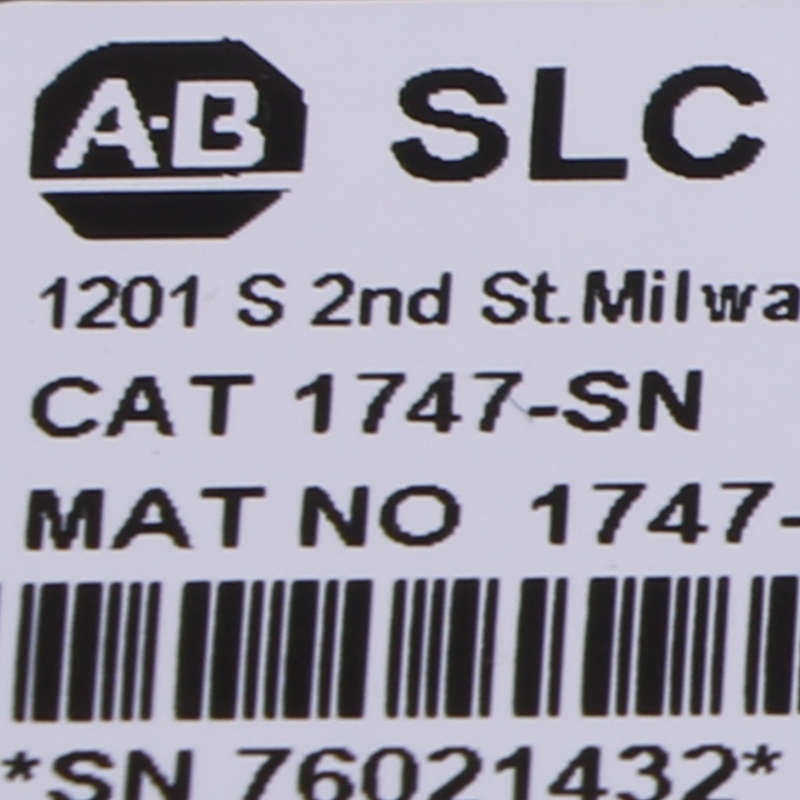 A-B SLC
1201 S 2nd St. Milwa
CAT 1747-SN
MAT NO 1747-
*SN 76021432*